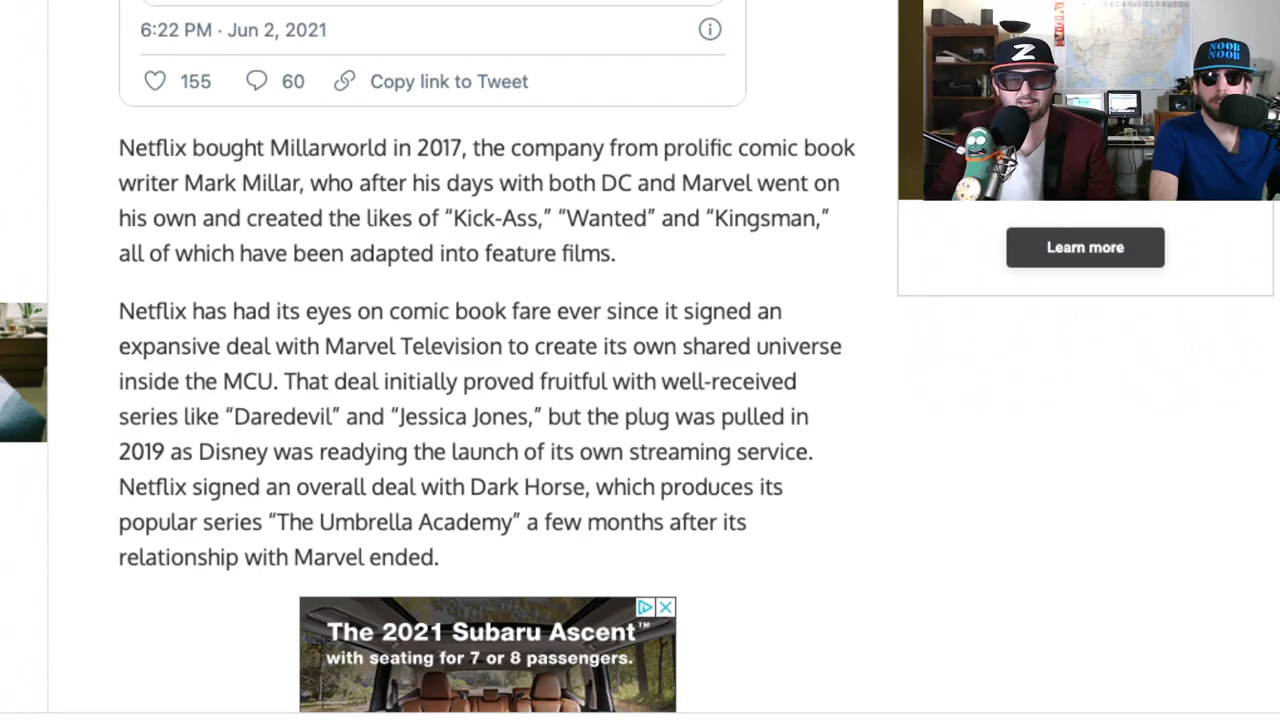 6:22 PM · Jun 2, 2021
155 60 Copy link to Tweet
Netflix bought Millarworld in 2017, the company from prolific comic book
writer Mark Millar, who after his days with both DC and Marvel went on
his own and created the likes of “Kick-Ass,” “Wanted” and “Kingsman,”
all of which have been adapted into feature films.
Netflix has had its eyes on comic book fare ever since it signed an
expansive deal with Marvel Television to create its own shared universe
inside the MCU. That deal initially proved fruitful with well-received
series like “Daredevil” and “Jessica Jones,” but the plug was pulled in
2019 as Disney was readying the launch of its own streaming service.
Netflix signed an overall deal with Dark Horse, which produces its
popular series “The Umbrella Academy” a few months after its
relationship with Marvel ended.
The 2021 Subaru Ascent™
with seating for 7 or 8 passengers.
Z
NOOB
NOOB
Learn more